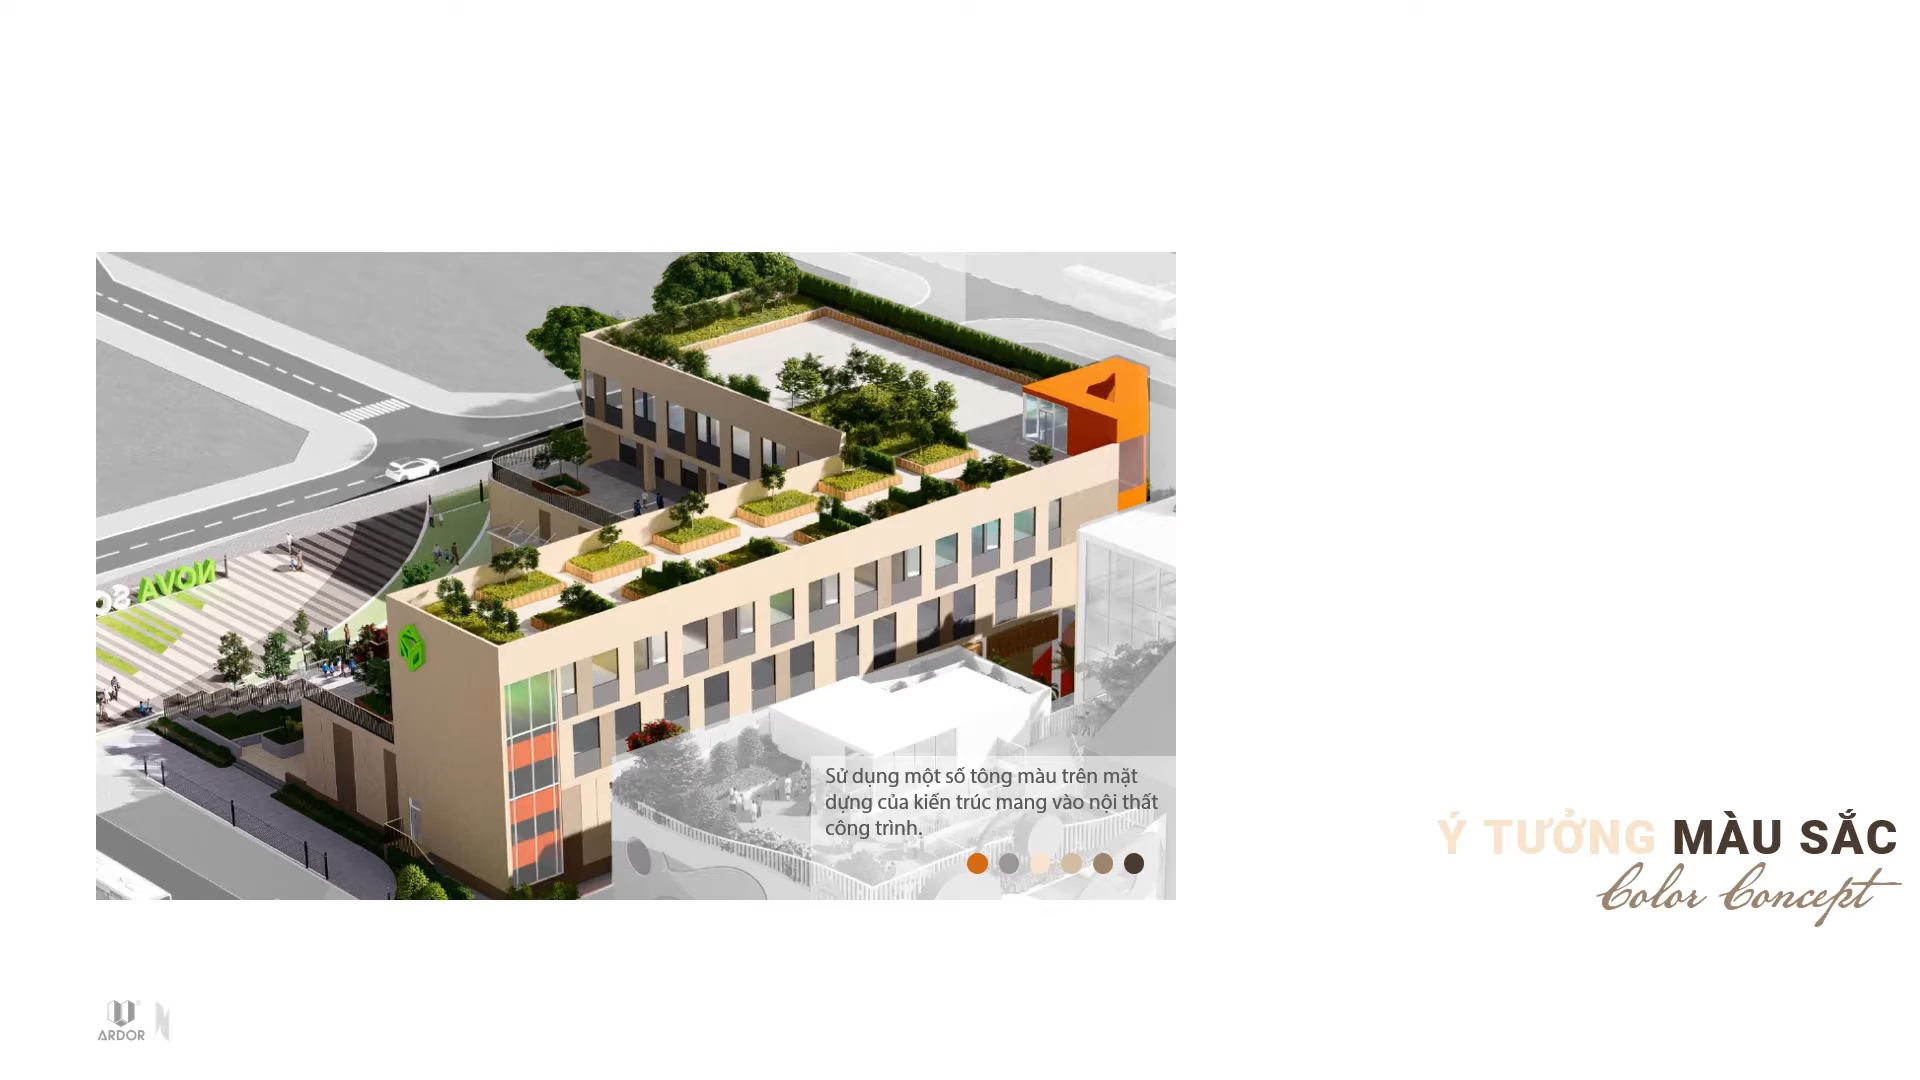 NOVA
Sử dụng một số tông màu trên mặt
dựng của kiến trúc mang vào nội thất
công trình.
Ý TƯỞNG MÀU SẮC
Color Concept
ARDOR